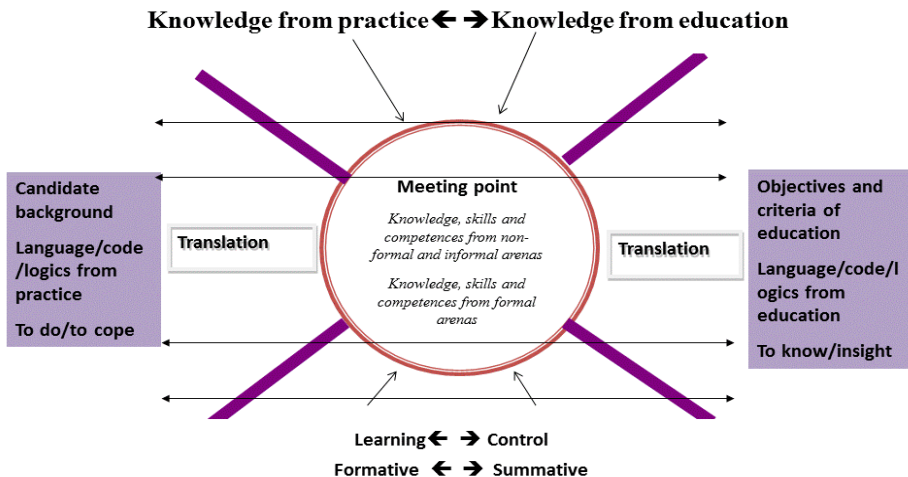 Knowledge from practice🡸 🡺 Knowledge from education
Candidate
background
Language/code
/logics from
practice
To do/to cope
Translation
Meeting point
Knowledge, skills and
competences from non-
formal and informal arenas
Knowledge, skills and
competences from formal
arenas
Translation
Objectives and
criteria of
education
Language/code/l
ogics from
education
To know/insight
Learning🡸 🡺 Control
Formative 🡸 🡺 Summative